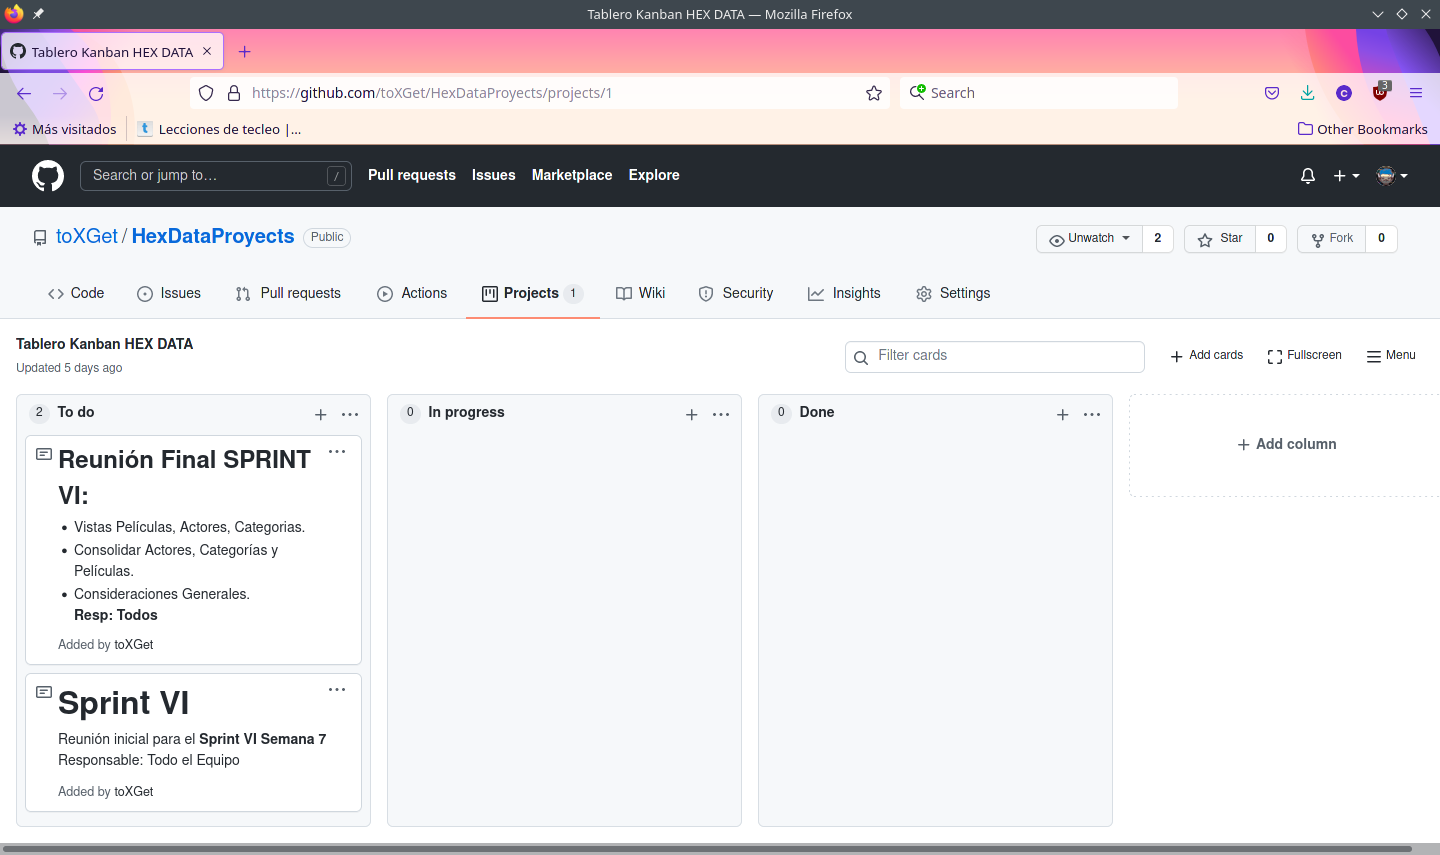 Tablero Kanban HEX DATA — Mozilla Firefox
Tablero Kanban HEX DATA
https://github.com/toXGet/HexDataProyects/projects/1
Search
C
3
Más visitados
t
Lecciones de tecleo |...
Other Bookmarks
Search or jump to...
/
Pull requests
Issues
Marketplace
Explore
toXGet / HexDataProyects
Public
Unwatch
2
Star
0
Fork
0
Code
Issues
Pull requests
Actions
Projects
1
Wiki
Security
Insights
Settings
Tablero Kanban HEX DATA
Updated 5 days ago
Filter cards
Add cards
Fullscreen
Menu
2 To do
Reunión Final SPRINT
VI:
• Vistas Películas, Actores, Categorias.
• Consolidar Actores, Categorías y
Películas.
• Consideraciones Generales.
Resp: Todos
Added by toXGet
Sprint VI
Reunión inicial para el Sprint VI Semana 7
Responsable: Todo el Equipo
Added by toXGet
0 In progress
0 Done
Add column